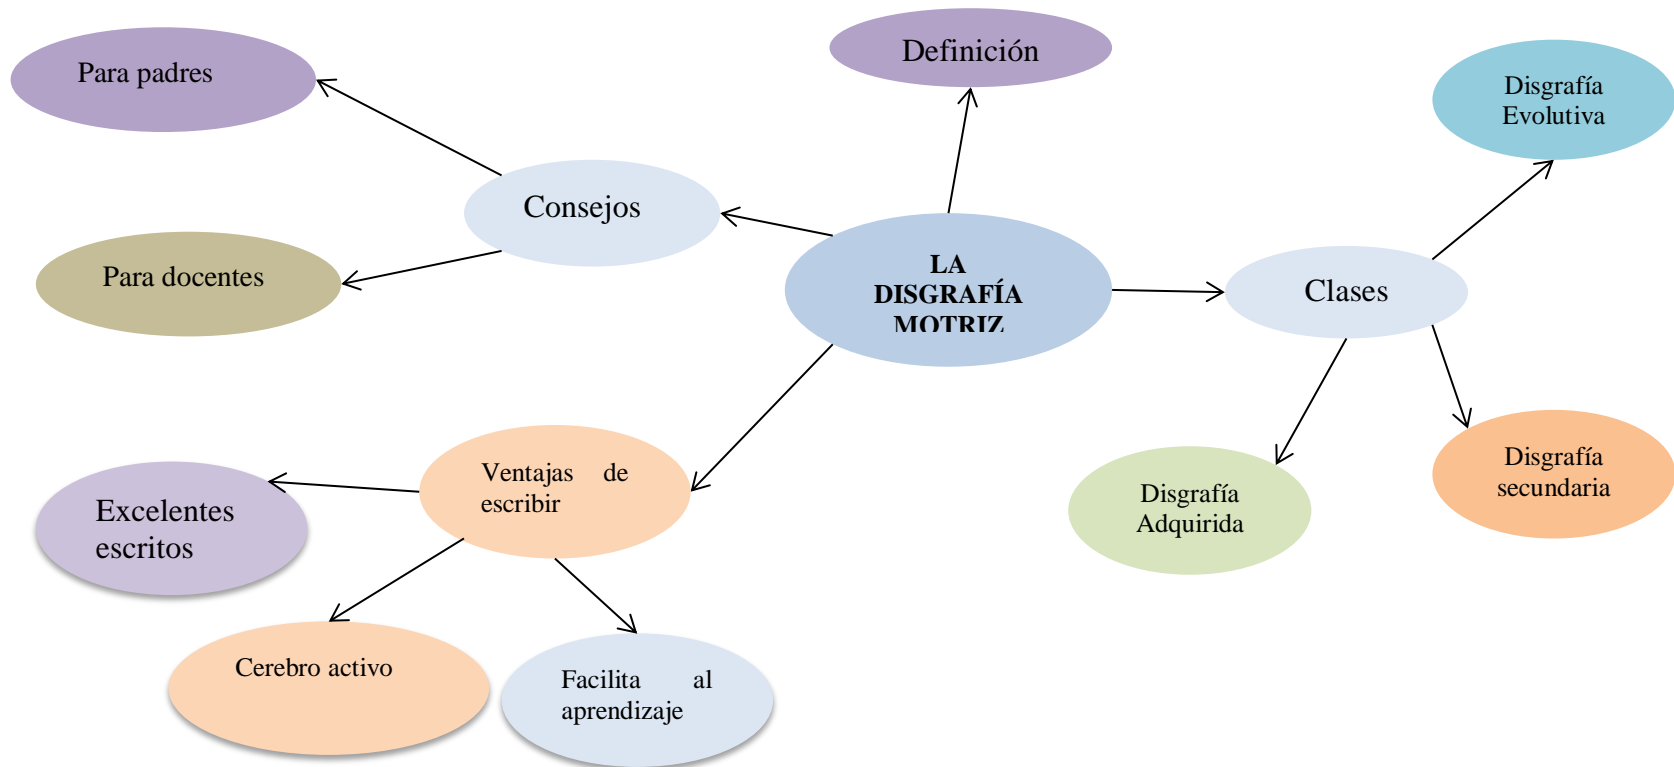 Para padres
Definición
Disgrafía
Evolutiva
Consejos
Para docentes
LA
DISGRAFÍA
MOTRIZ
Clases
Ventajas de
escribir
Disgrafía
secundaria
Excelentes
escritos
Disgrafía
Adquirida
Cerebro activo
Facilita al
aprendizaje